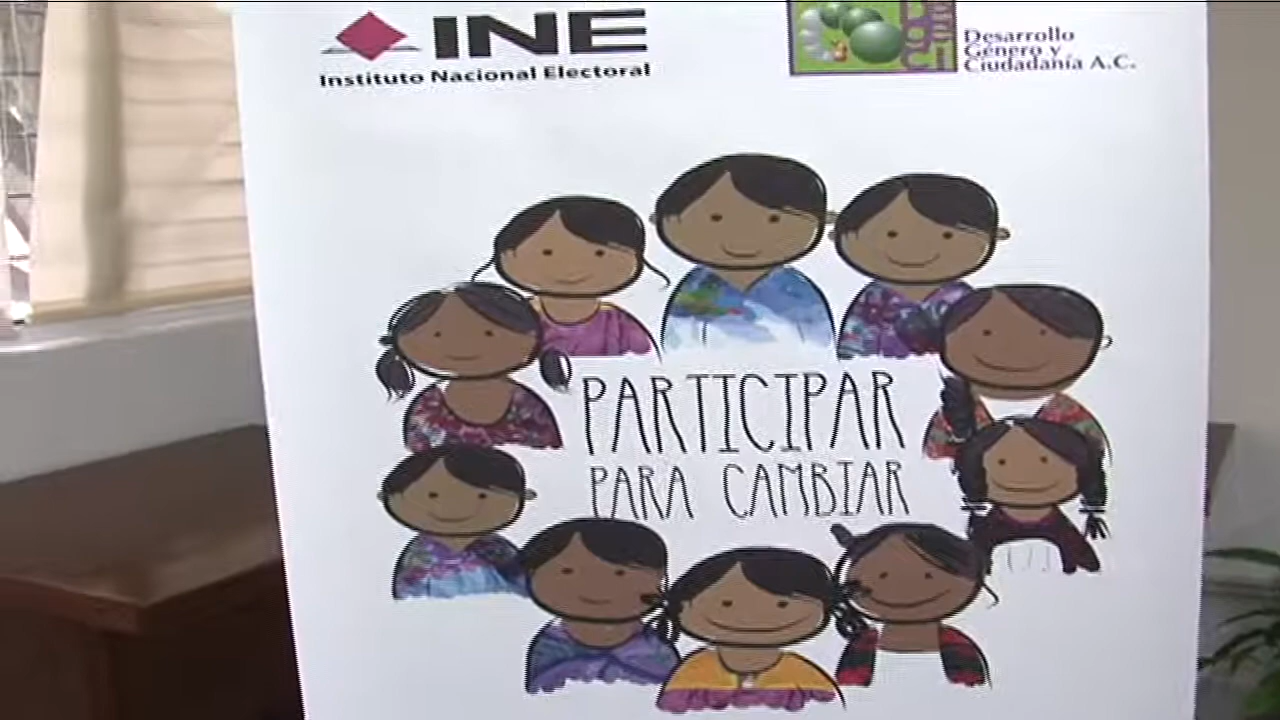 INE
Instituto Nacional Electoral
Desarrollo
Género y
Ciudadanía A.C.
PARTICIPAR
PARA CAMBIAR